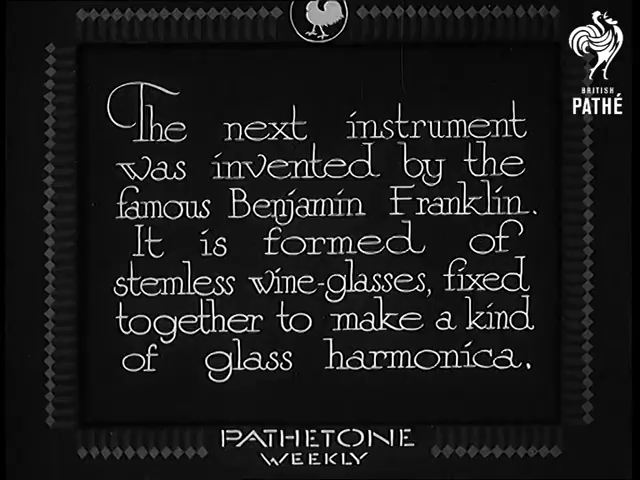 BRITISH
PATHÉ
The next instrument
was invented by the
famous Benjamin Franklin.
It is formed of
stemless wine-glasses, fixed
together to make a kind
of glass harmonica.
PATHETONE
WEEKLY